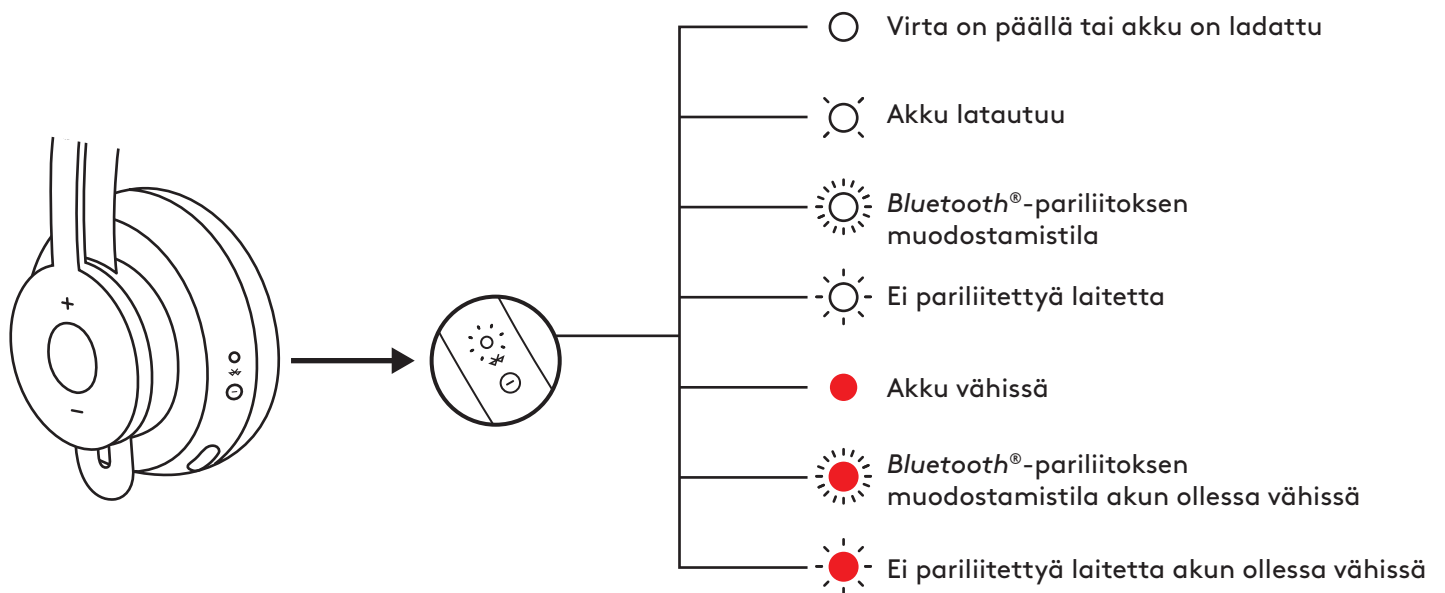 Virta on päällä tai akku on ladattu
Akku latautuu
Bluetooth®-pariliitoksen
muodostamistila
Ei pariliitettyä laitetta
Akku vähissä
Bluetooth®-pariliitoksen
muodostamistila akun ollessa vähissä
Ei pariliitettyä laitetta akun ollessa vähissä